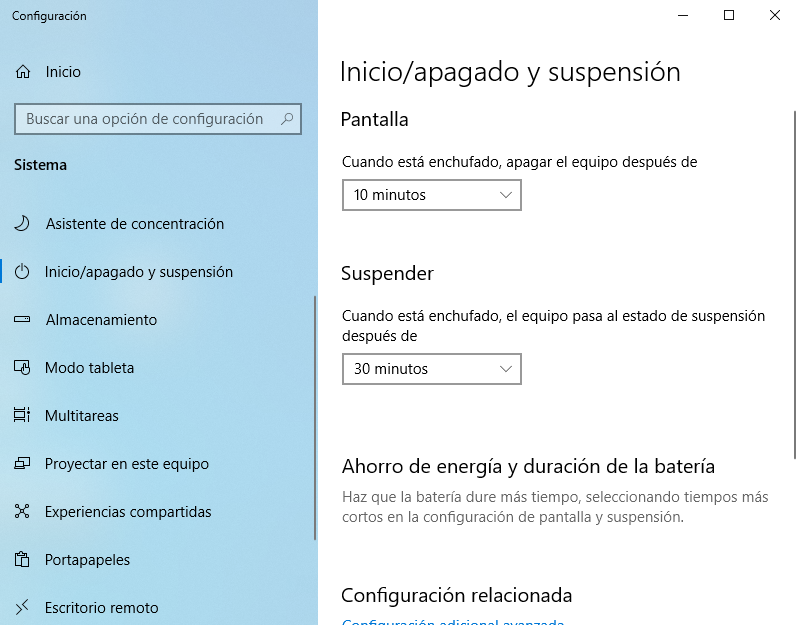 Configuración
Inicio
Buscar una opción de configuración
Sistema
Asistente de concentración
Inicio/apagado y suspensión
Almacenamiento
Modo tableta
Multitareas
Proyectar en este equipo
Experiencias compartidas
Portapapeles
Escritorio remoto
Inicio/apagado y suspensión
Pantalla
Cuando está enchufado, apagar el equipo después de
10 minutos
Suspender
Cuando está enchufado, el equipo pasa al estado de suspensión
después de
30 minutos
Ahorro de energía y duración de la batería
Haz que la batería dure más tiempo, seleccionando tiempos más
cortos en la configuración de pantalla y suspensión.
Configuración relacionada
Configuración adicional avanzada